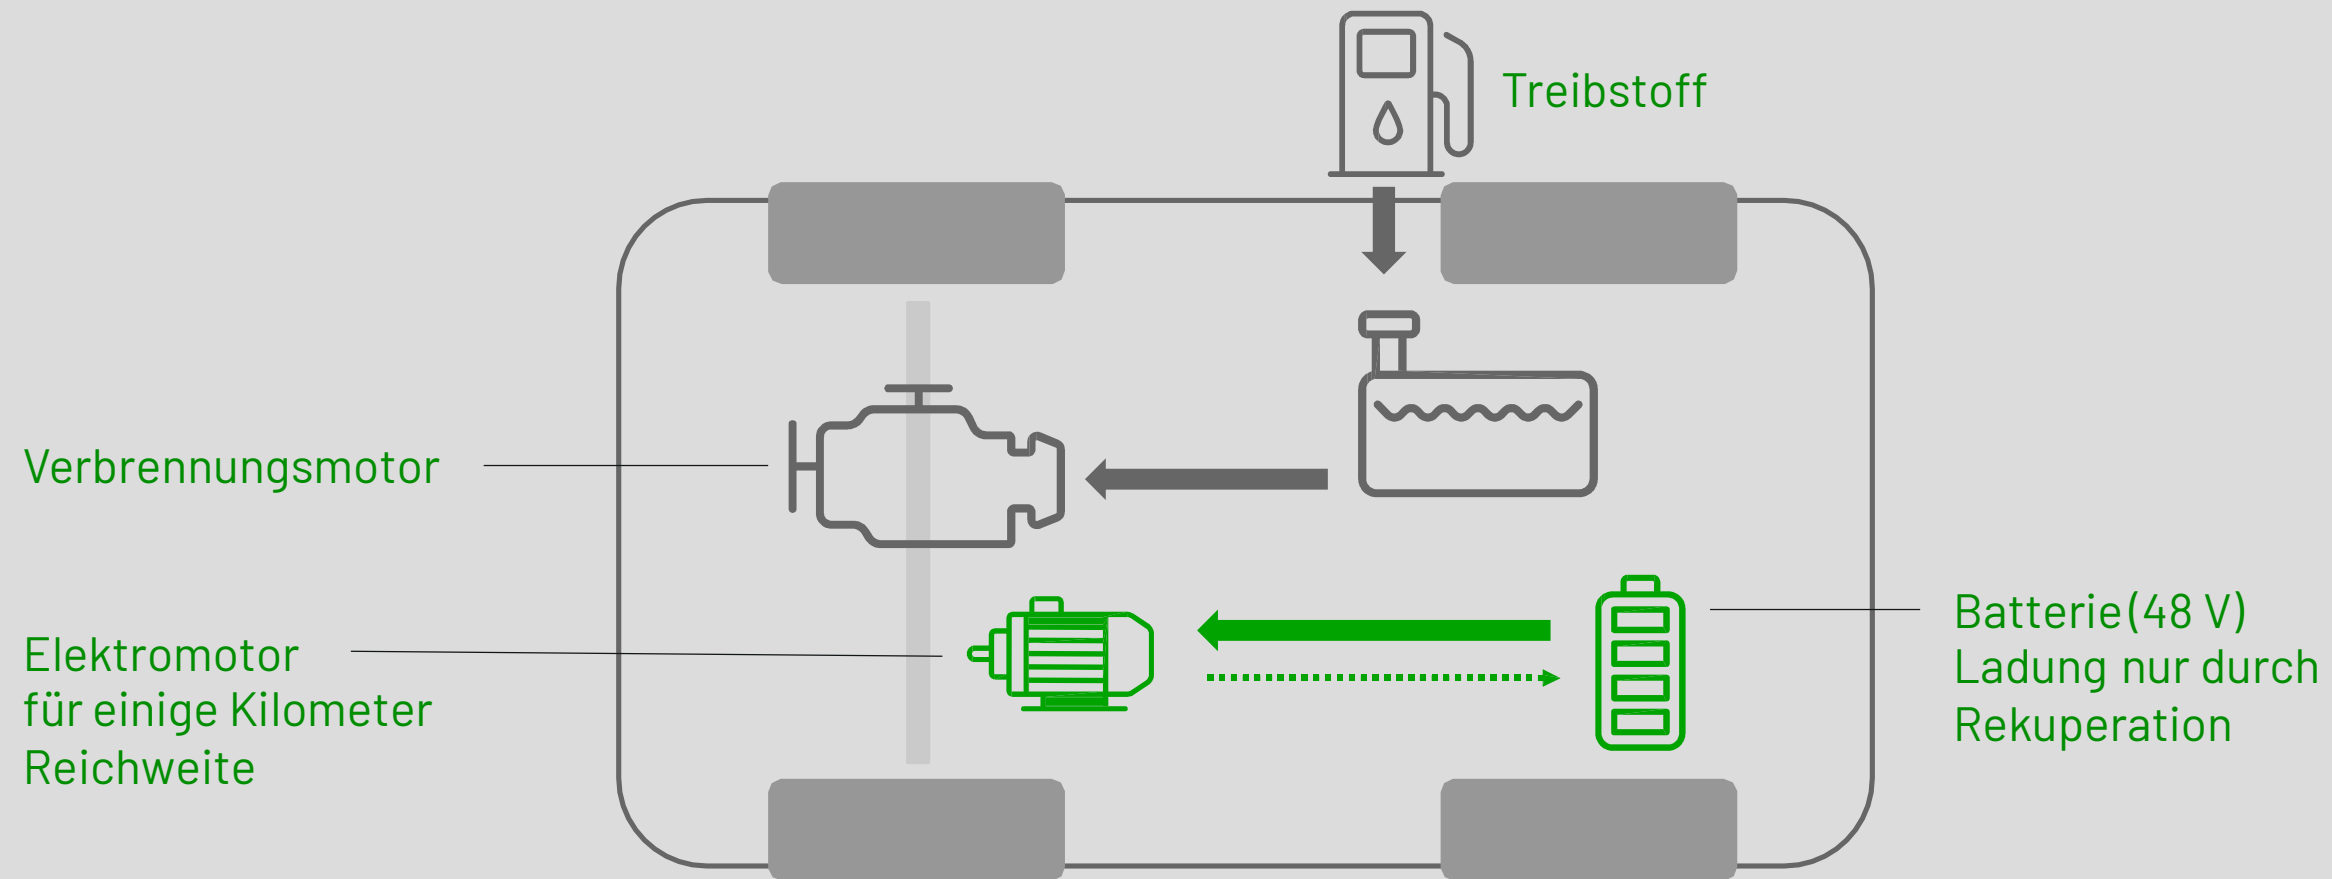 Treibstoff
Verbrennungsmotor
Elektromotor
für einige Kilometer
Reichweite
Batterie (48 V)
Ladung nur durch
Rekuperation